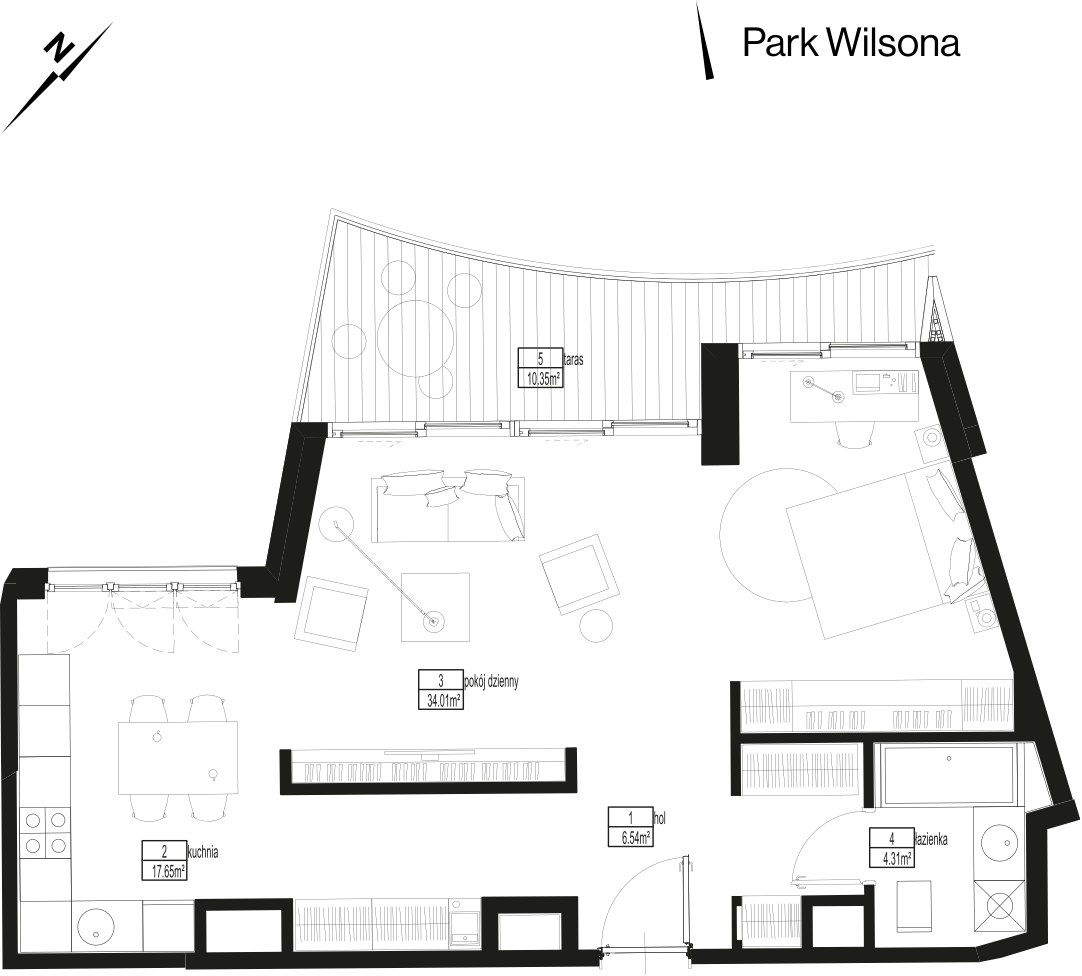 N
Park Wilsona
5 taras
10.35m²
3 pokój dzienny
34.01m²
1 hol
6.54m²
2 kuchnia
17.65m²
4 łazienka
4.31m²